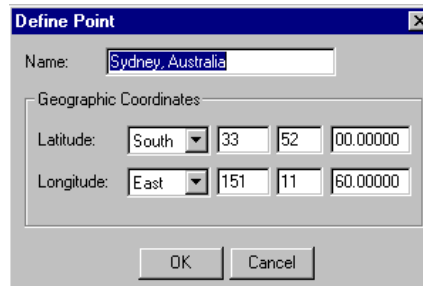 Define Point
Name: Sydney, Australia
Geographic Coordinates
Latitude: South 33 52 00.00000
Longitude: East 151 11 60.00000
OK Cancel